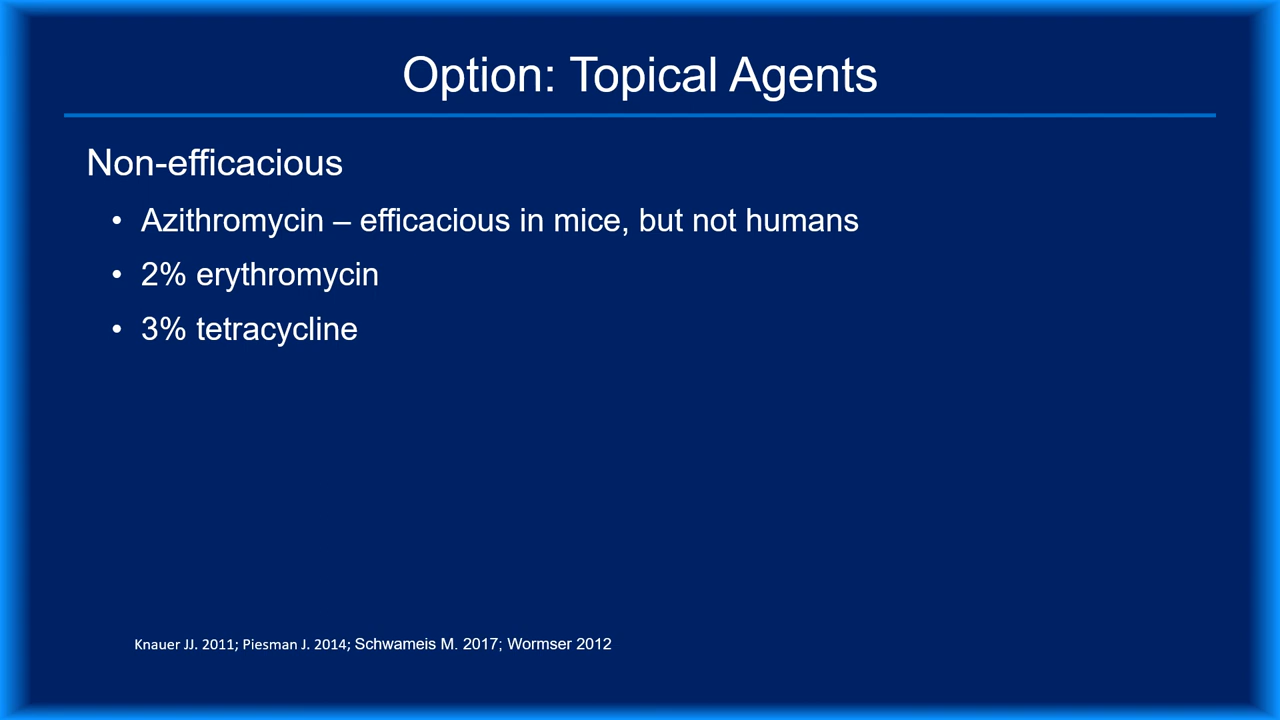 Option: Topical Agents
Non-efficacious
• Azithromycin – efficacious in mice, but not humans
• 2% erythromycin
• 3% tetracycline
Knauer JJ. 2011; Piesman J. 2014; Schwameis M. 2017; Wormser 2012